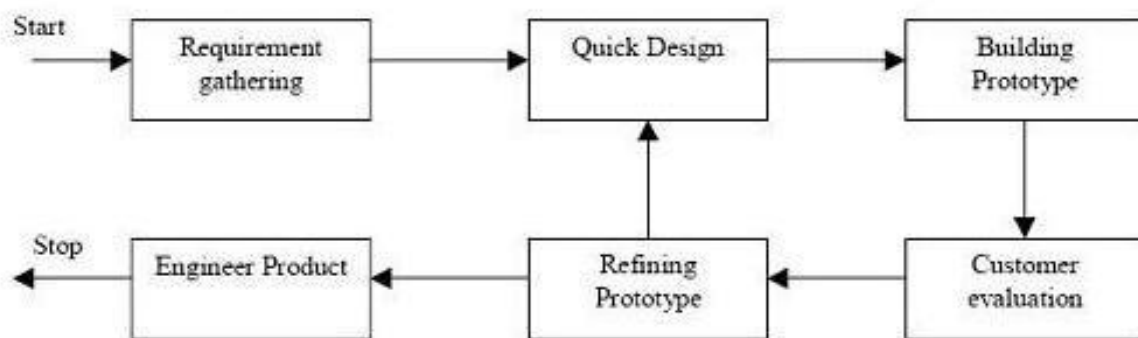 Start
Requirement
gathering
Quick Design
Building
Prototype
Stop
Engineer Product
Refining
Prototype
Customer
evaluation